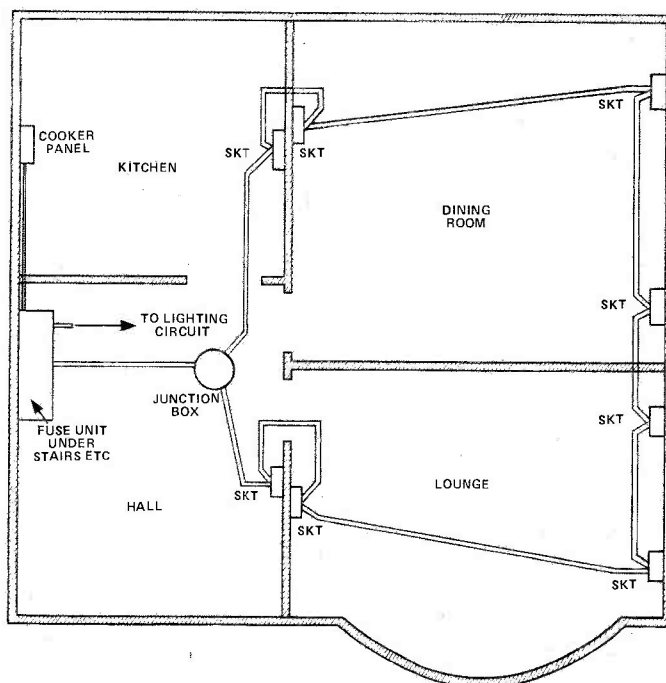 SKT
COOKER
PANEL
KITCHEN
SKT
SKT
DINING
ROOM
SKT
TO LIGHTING
CIRCUIT
JUNCTION
BOX
FUSE UNIT
UNDER
STAIRS ETC
SKT
LOUNGE
SKT
HALL
SKT
SKT